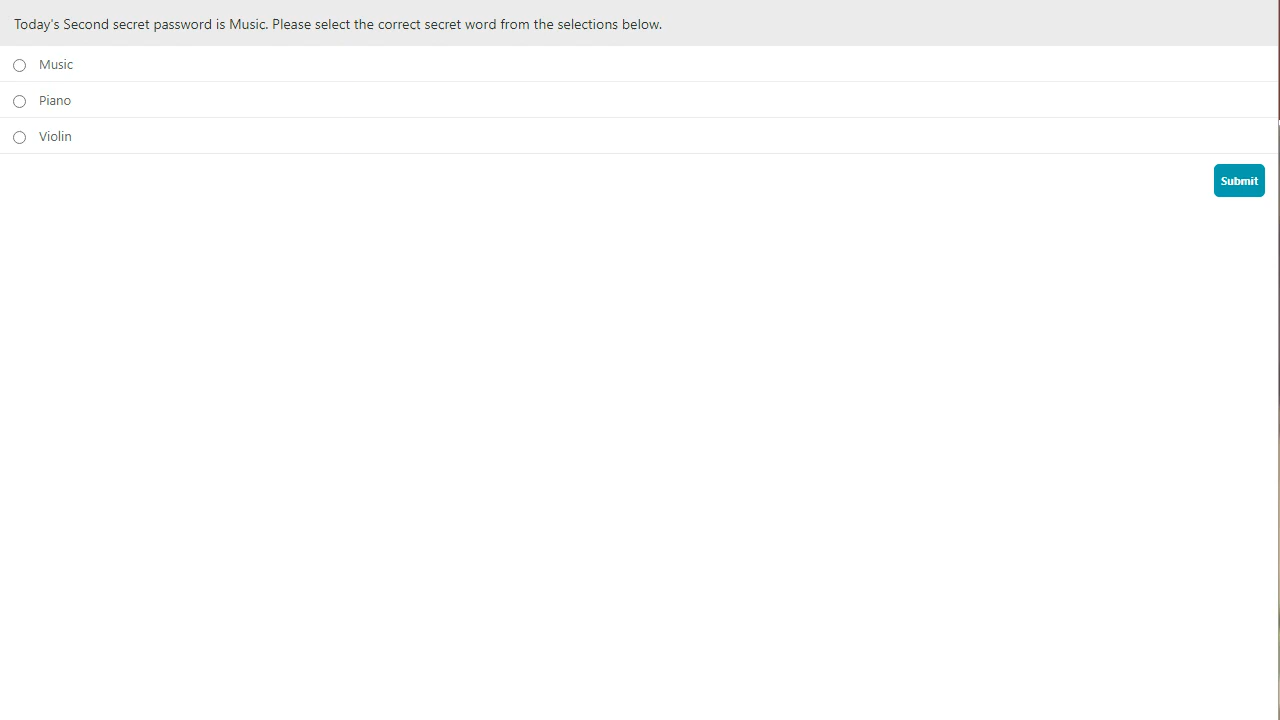 Today's Second secret password is Music. Please select the correct secret word from the selections below.
Music
Piano
Violin
Submit